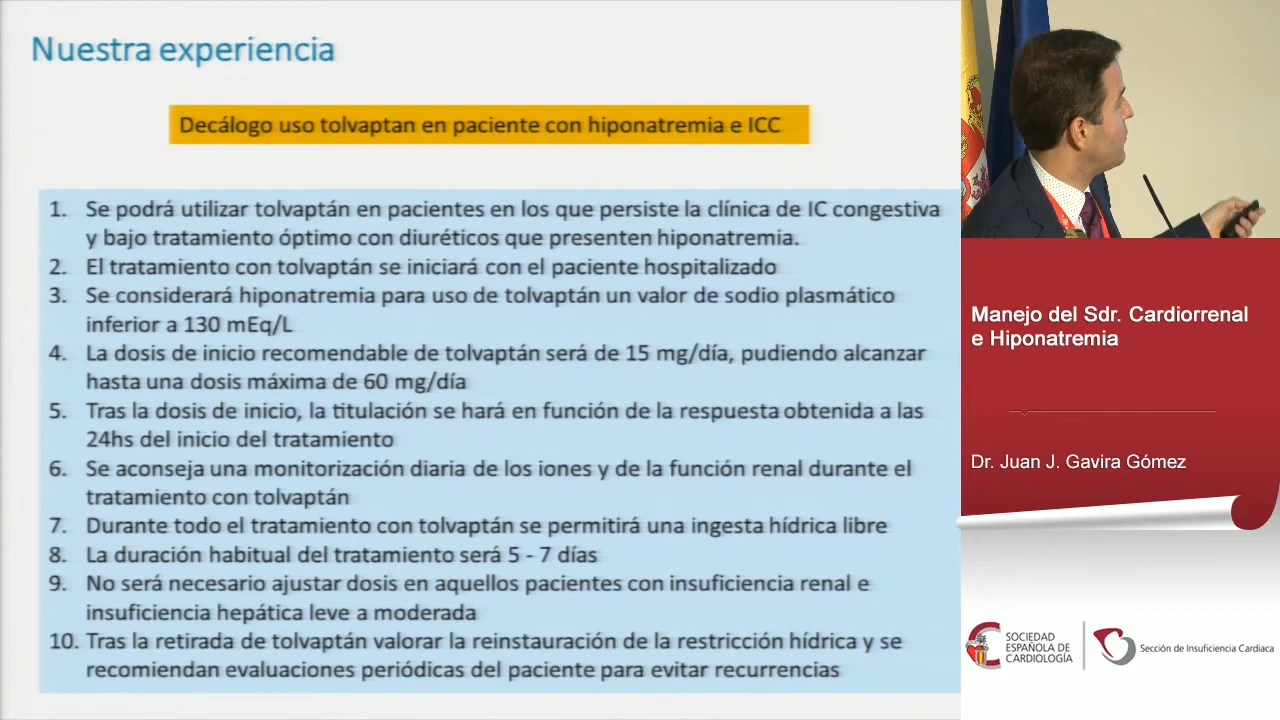 Nuestra experiencia
Decálogo uso tolvaptan en paciente con hiponatremia e ICC
1. Se podrá utilizar tolvaptán en pacientes en los que persiste la clínica de IC congestiva
y bajo tratamiento óptimo con diuréticos que presenten hiponatremia.
2. El tratamiento con tolvaptán se iniciará con el paciente hospitalizado
3. Se considerará hiponatremia para uso de tolvaptán un valor de sodio plasmático
inferior a 130 mEq/L
4. La dosis de inicio recomendable de tolvaptán será de 15 mg/día, pudiendo alcanzar
hasta una dosis máxima de 60 mg/día
5. Tras la dosis de inicio, la titulación se hará en función de la respuesta obtenida a las
24hs del inicio del tratamiento
6. Se aconseja una monitorización diaria de los iones y de la función renal durante el
tratamiento con tolvaptán
7. Durante todo el tratamiento con tolvaptán se permitirá una ingesta hídrica libre
8. La duración habitual del tratamiento será 5 - 7 días
9. No será necesario ajustar dosis en aquellos pacientes con insuficiencia renal e
insuficiencia hepática leve a moderada
10. Tras la retirada de tolvaptán valorar la reinstauración de la restricción hídrica y se
recomiendan evaluaciones periódicas del paciente para evitar recurrencias
Manejo del Sdr. Cardiorrenal
e Hiponatremia
Dr. Juan J. Gavira Gómez
SOCIEDAD
ESPAÑOLA DE
CARDIOLOGÍA
Sección de Insuficiencia Cardiaca